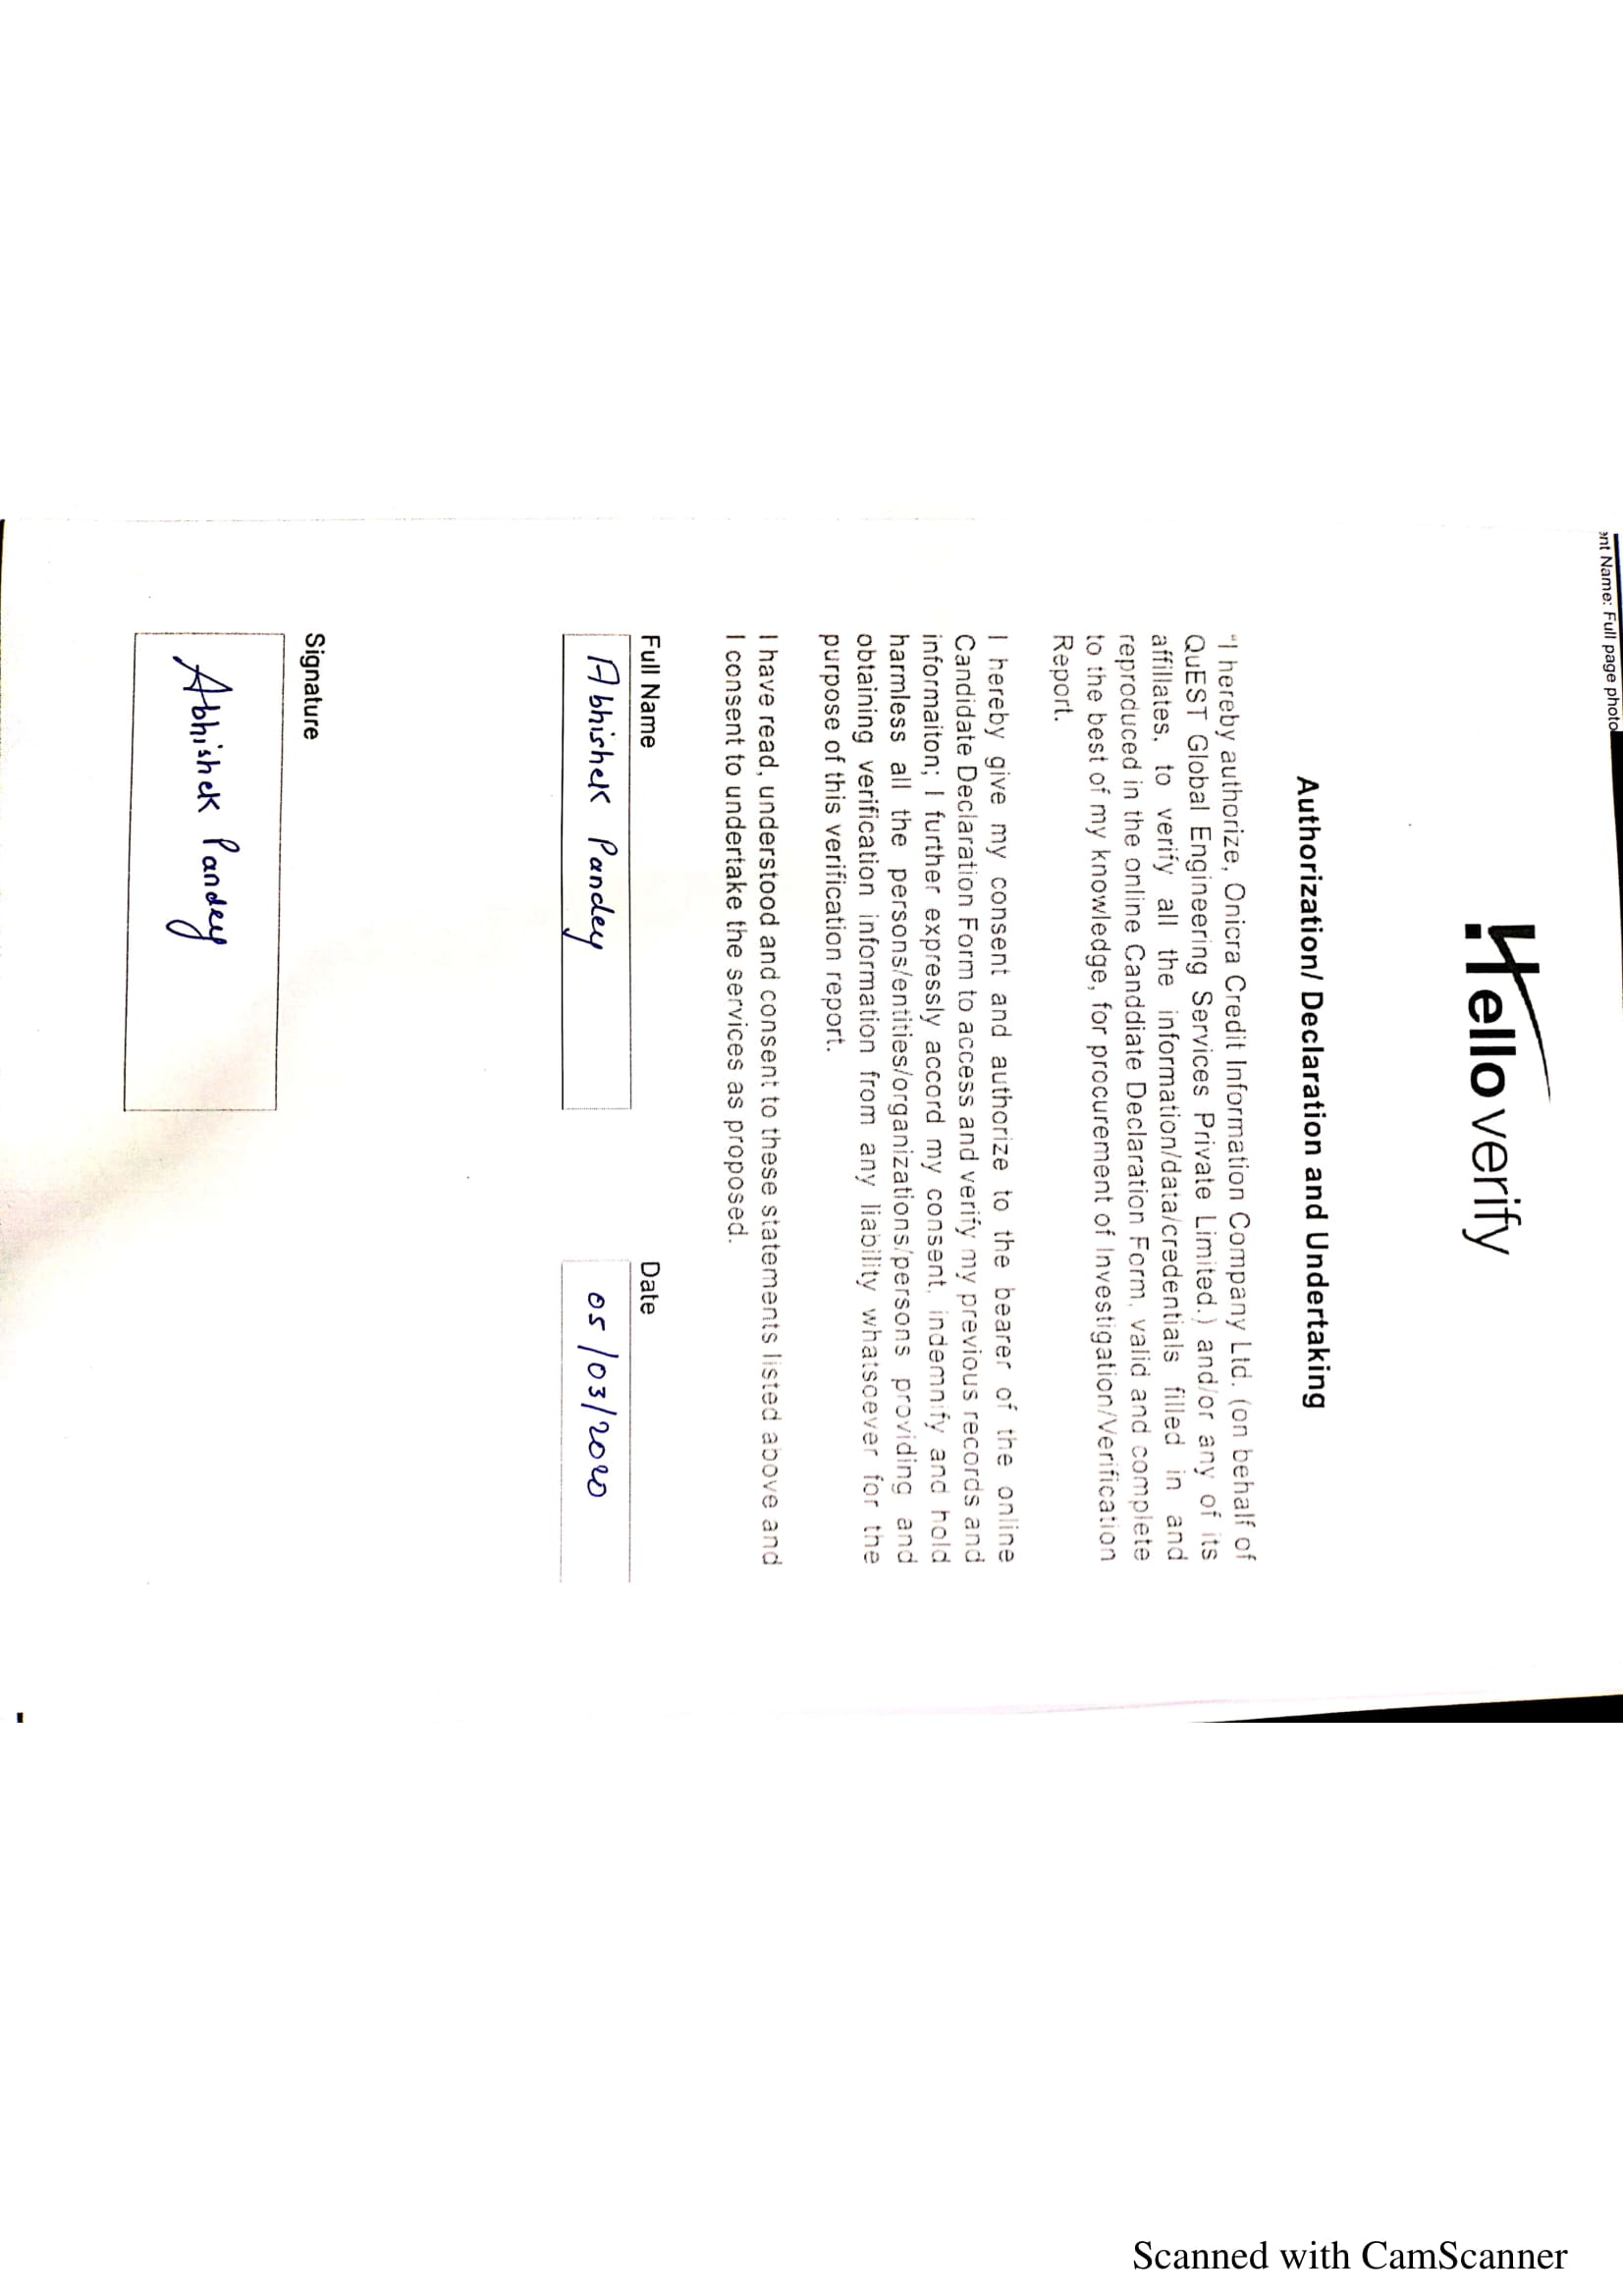 ent Name: Full page photo
Hello verify
Authorization/ Declaration and Undertaking
"I hereby authorize, Onicra Credit Information Company Ltd. (on behalf of
QuEST Global Engineering Services Private Limited.) and/or any of its
affiliates, to verify all the information/data/credentials filled in and
reproduced in the online Canddiate Declaration Form, valid and complete
to the best of my knowledge, for procurement of Investigation/Verification
Report.
I hereby give my consent and authorize to the bearer of the online
Candidate Declaration Form to access and verify my previous records and
informaiton; I further expressly accord my consent, indemnify and hold
harmless all the persons/entities/organizations/persons providing and
obtaining verification information from any liability whatsoever for the
purpose of this verification report.
I have read, understood and consent to these statements listed above and
I consent to undertake the services as proposed.
Full Name Date
Abhishek Pandey 05/03/2020
Signature
Abhishek Pandey
Scanned with CamScanner